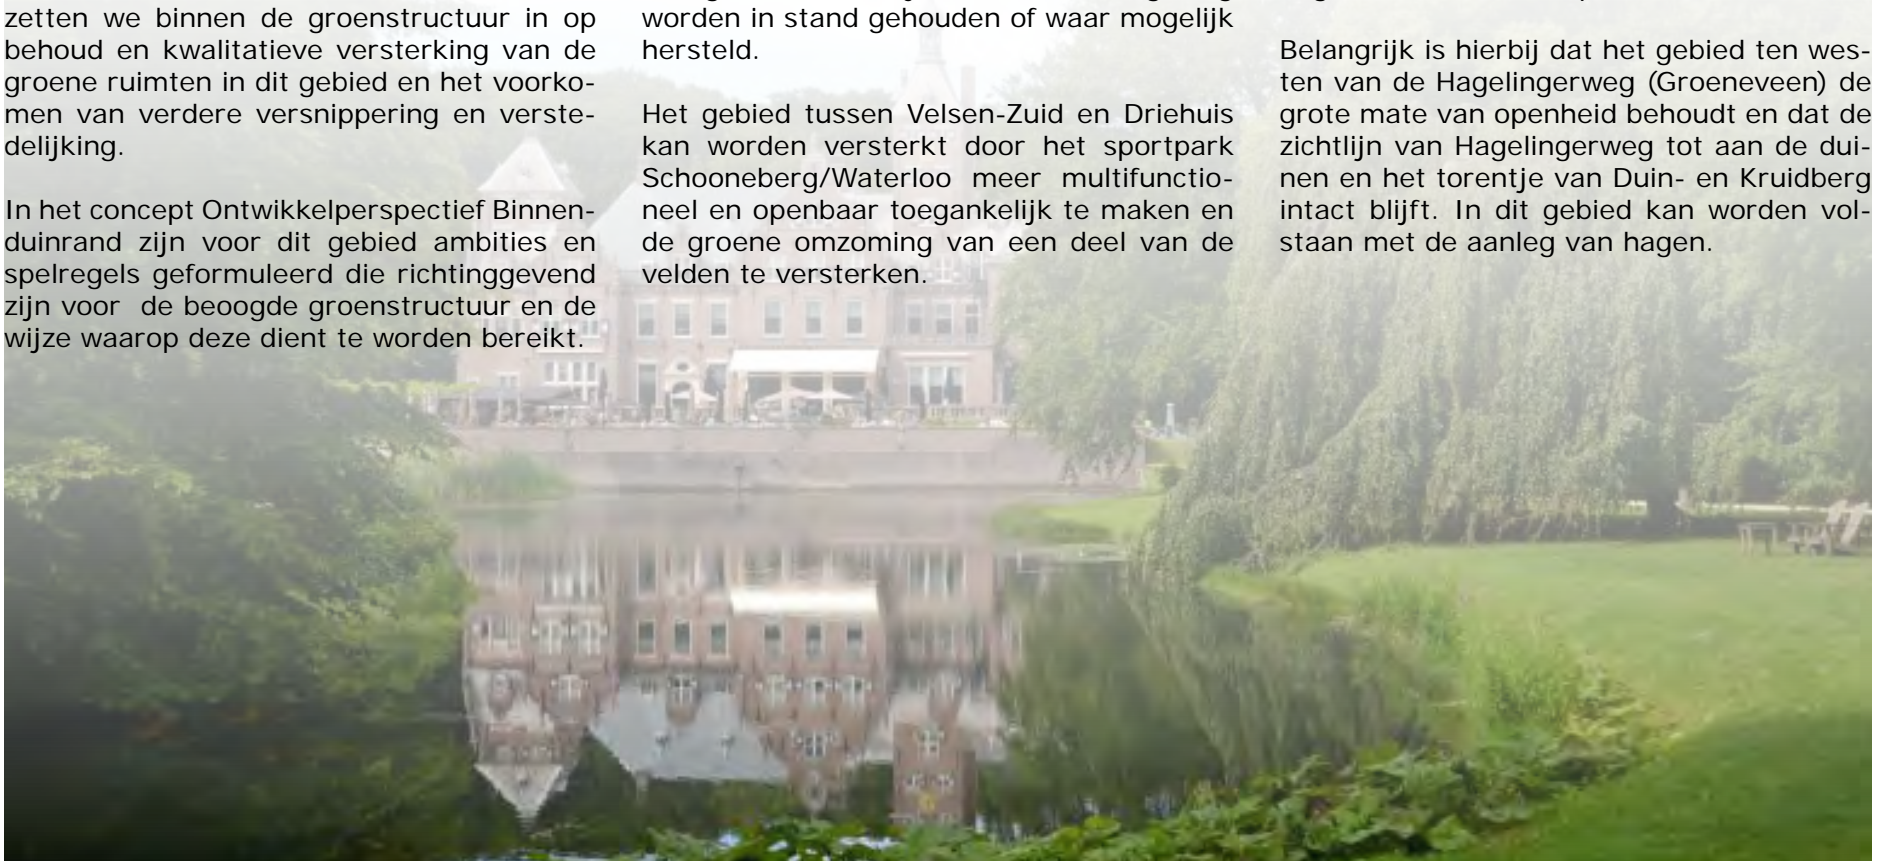 zetten we binnen de groenstructuur in op
behoud en kwalitatieve versterking van de
groene ruimten in dit gebied en het voorko-
men van verdere versnippering en verste-
delijking.
In het concept Ontwikkelperspectief Binnen-
duinrand zijn voor dit gebied ambities en
spelregels geformuleerd die richtinggevend
zijn voor de beoogde groenstructuur en de
wijze waarop deze dient te worden bereikt.
worden in stand gehouden of waar mogelijk
hersteld.
Het gebied tussen Velsen-Zuid en Driehuis
kan worden versterkt door het sportpark
Schooneberg/Waterloo meer multifunctio-
neel en openbaar toegankelijk te maken en
de groene omzoming van een deel van de
velden te versterken.
Belangrijk is hierbij dat het gebied ten wes-
ten van de Hagelingerweg (Groeneveen) de
grote mate van openheid behoudt en dat de
zichtlijn van Hagelingerweg tot aan de dui-
nen en het torentje van Duin- en Kruidberg
intact blijft. In dit gebied kan worden vol-
staan met de aanleg van hagen.